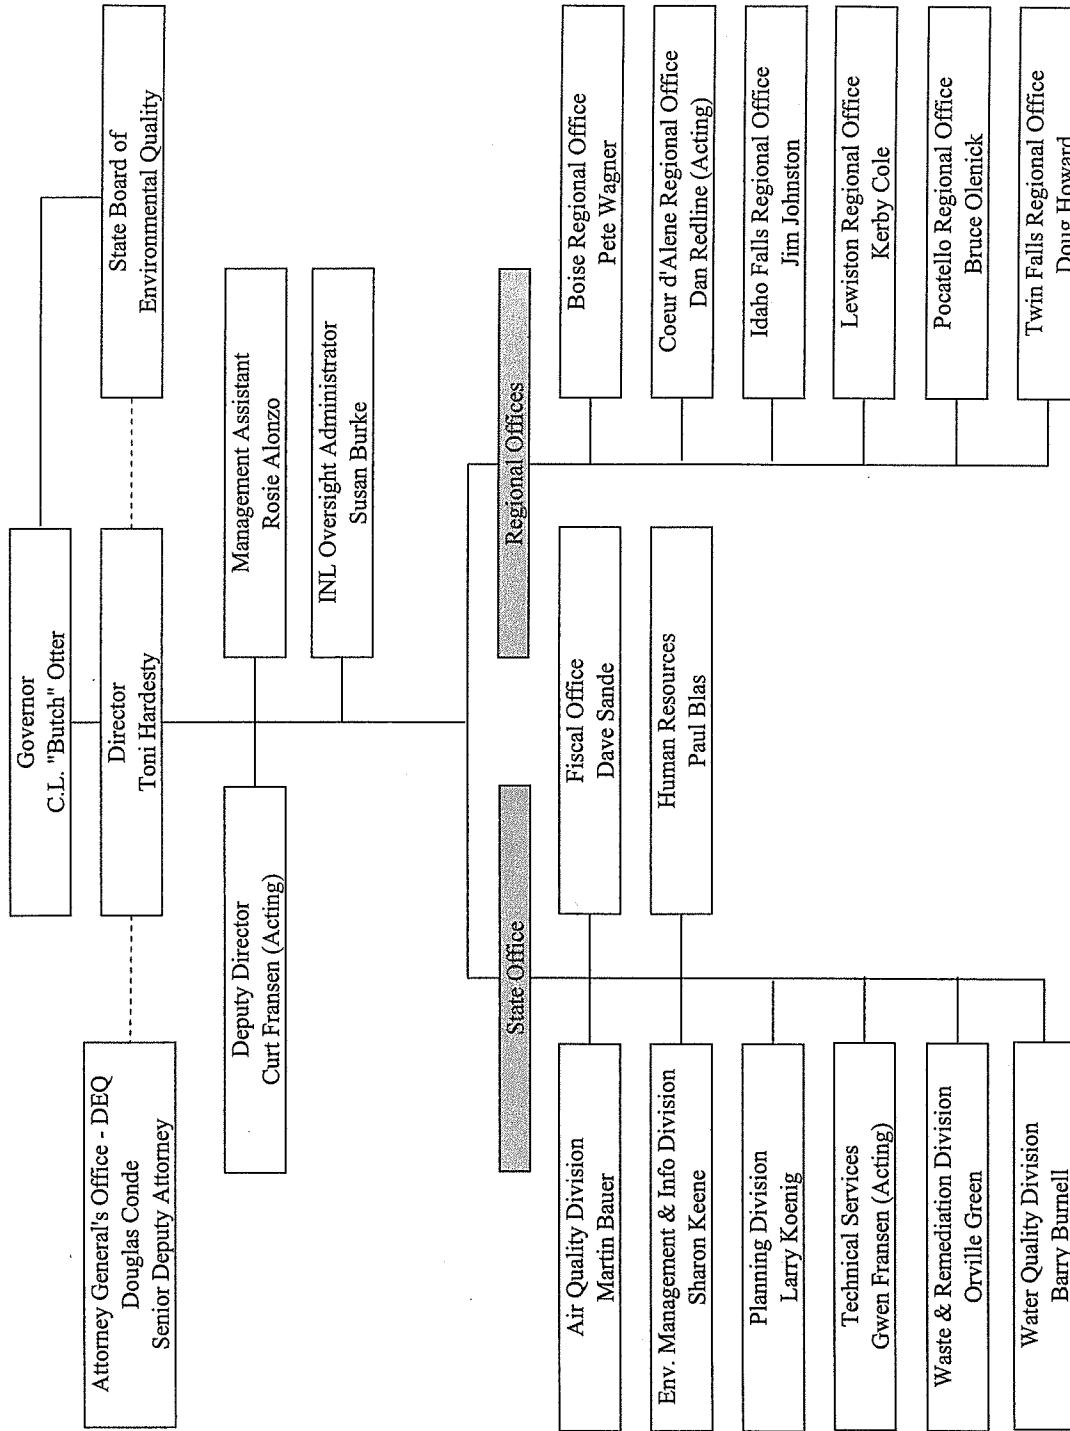 Governor
C.L. "Butch" Otter
Attorney General's Office - DEQ
Douglas Conde
Senior Deputy Attorney
Director
Toni Hardesty
State Board of
Environmental Quality
Deputy Director
Curt Fransen (Acting)
Management Assistant
Rosie Alonzo
INL Oversight Administrator
Susan Burke
State Office
Regional Offices
Air Quality Division
Martin Bauer
Env. Management & Info Division
Sharon Keene
Planning Division
Larry Koenig
Technical Services
Gwen Fransen (Acting)
Waste & Remediation Division
Orville Green
Water Quality Division
Barry Burnell
Fiscal Office
Dave Sande
Human Resources
Paul Blas
Boise Regional Office
Pete Wagner
Coeur d'Alene Regional Office
Dan Redline (Acting)
Idaho Falls Regional Office
Jim Johnston
Lewiston Regional Office
Kerby Cole
Pocatello Regional Office
Bruce Olenick
Twin Falls Regional Office
Doug Howard